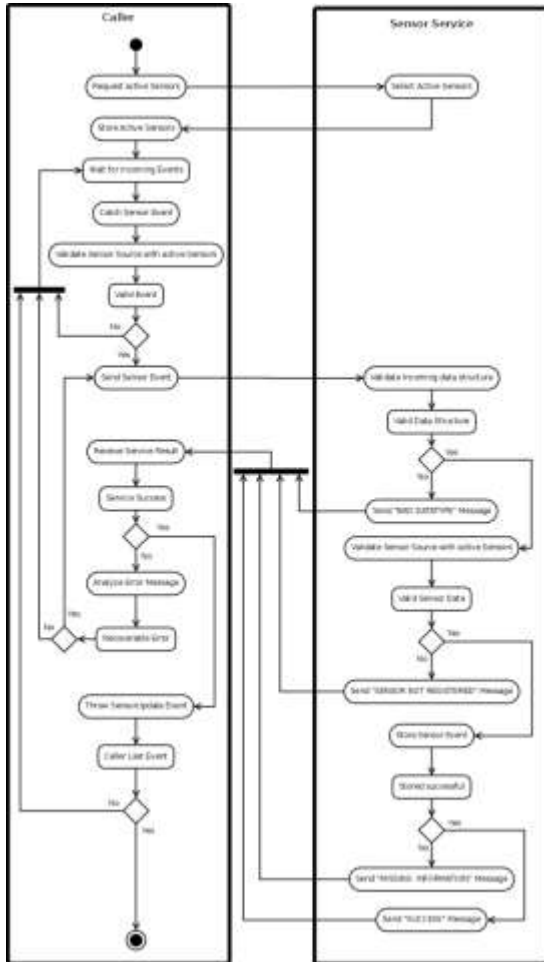 Caller
Sensor Service
Request Active Sensors
Select Active Sensors
Store Active Sensors
Wait for Incoming Events
Catch Sensor Event
Validate Sensor Source with active Sensors
Valid Event
No
Yes
Send Sensor Event
Validate incoming data structure
Valid Data Structure
Yes
No
Receive Service Result
Send "BAD DATATYPE" Message
Service Success
Yes
No
Validate Sensor Source with active Sensors
Analyze Error Message
Valid Sensor Data
Yes
No
Recoverable Error
Yes
No
Send "SENSOR NOT REGISTERED" Message
Throw SensorUpdate Event
Store Sensor Event
Caller Last Event
Stored successful
No
Yes
Yes
No
Send "MISSING INFORMATION" Message
Send "SUCCESS" Message